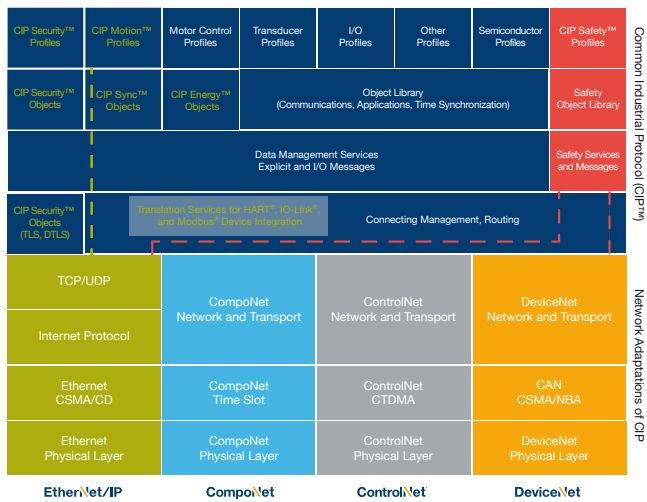 CIP Security™
Profiles
CIP Motion™
Profiles
Motor Control
Profiles
Transducer
Profiles
I/O
Profiles
Other
Profiles
Semiconductor
Profiles
CIP Safety™
Profiles
CIP Security™
Objects
CIP Sync™
Objects
CIP Energy™
Objects
Object Library
(Communications, Applications, Time Synchronization)
Safety
Object Library
Data Management Services
Explicit and I/O Messages
Safety Services
and Messages
CIP Security™
Objects
(TLS, DTLS)
Translation Services for HART®, IO-Link®,
and Modbus® Device Integration
Connecting Management, Routing
Common Industrial Protocol (CIP™)
TCP/UDP
Internet Protocol
CompoNet
Network and Transport
ControlNet
Network and Transport
DeviceNet
Network and Transport
Ethernet
CSMA/CD
CompoNet
Time Slot
ControlNet
CTDMA
CAN
CSMA/NBA
Ethernet
Physical Layer
CompoNet
Physical Layer
ControlNet
Physical Layer
DeviceNet
Physical Layer
Network Adaptations of CIP
EtherNet/IP
CompoNet
ControlNet
DeviceNet